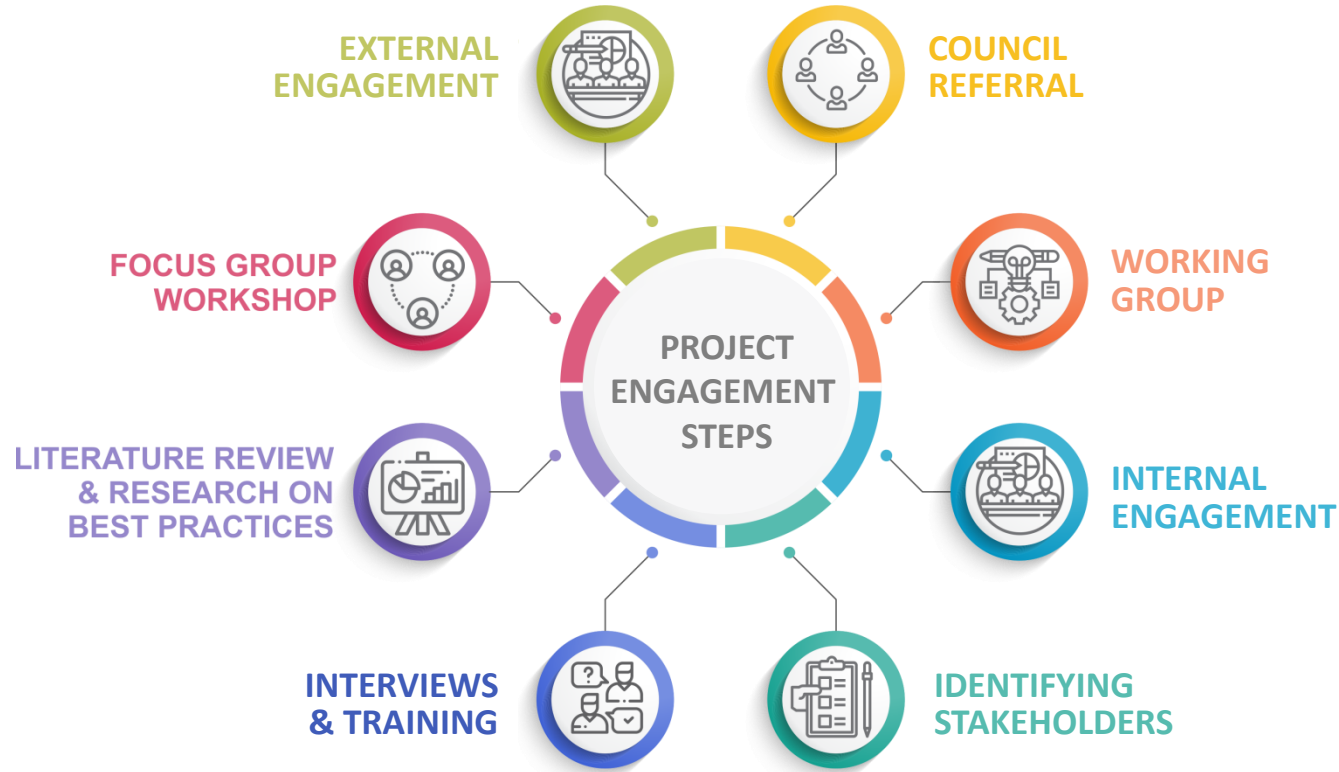 EXTERNAL
ENGAGEMENT
COUNCIL
REFERRAL
FOCUS GROUP
WORKSHOP
WORKING
GROUP
PROJECT
ENGAGEMENT
STEPS
LITERATURE REVIEW
& RESEARCH ON
BEST PRACTICES
INTERNAL
ENGAGEMENT
INTERVIEWS
& TRAINING
IDENTIFYING
STAKEHOLDERS
?